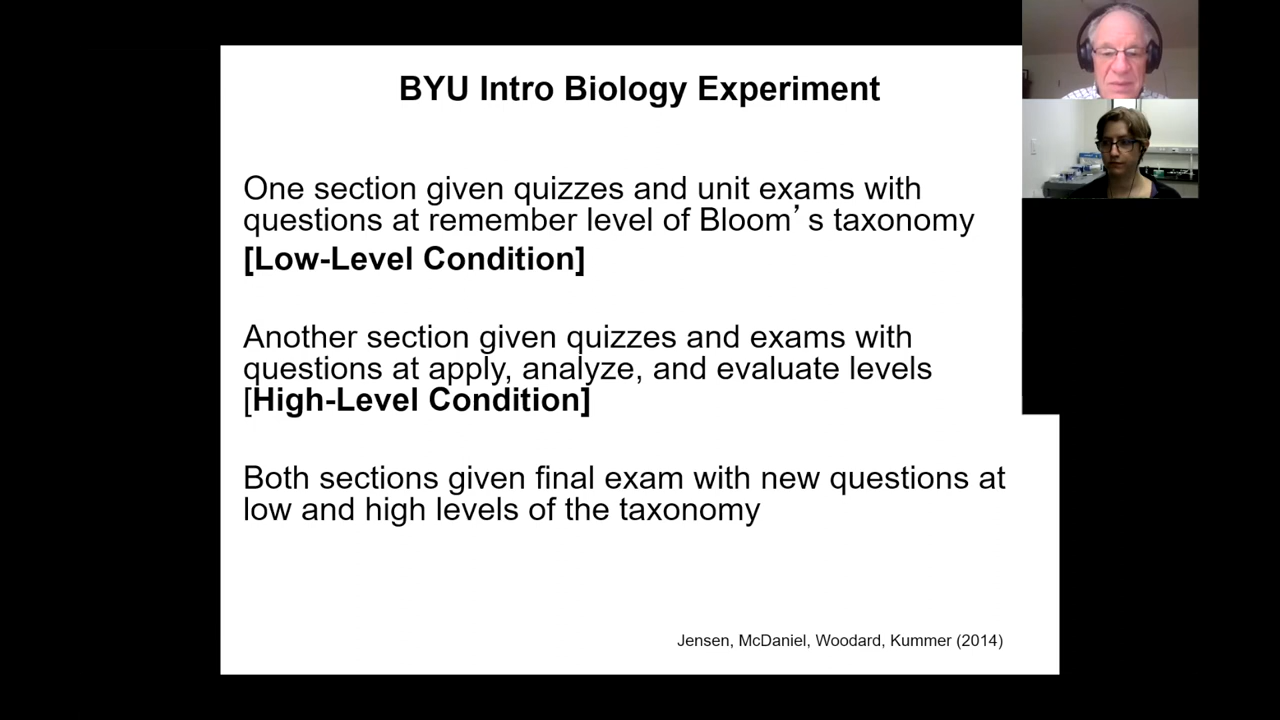 BYU Intro Biology Experiment
One section given quizzes and unit exams with
questions at remember level of Bloom’s taxonomy
[Low-Level Condition]
Another section given quizzes and exams with
questions at apply, analyze, and evaluate levels
[High-Level Condition]
Both sections given final exam with new questions at
low and high levels of the taxonomy
Jensen, McDaniel, Woodard, Kummer (2014)